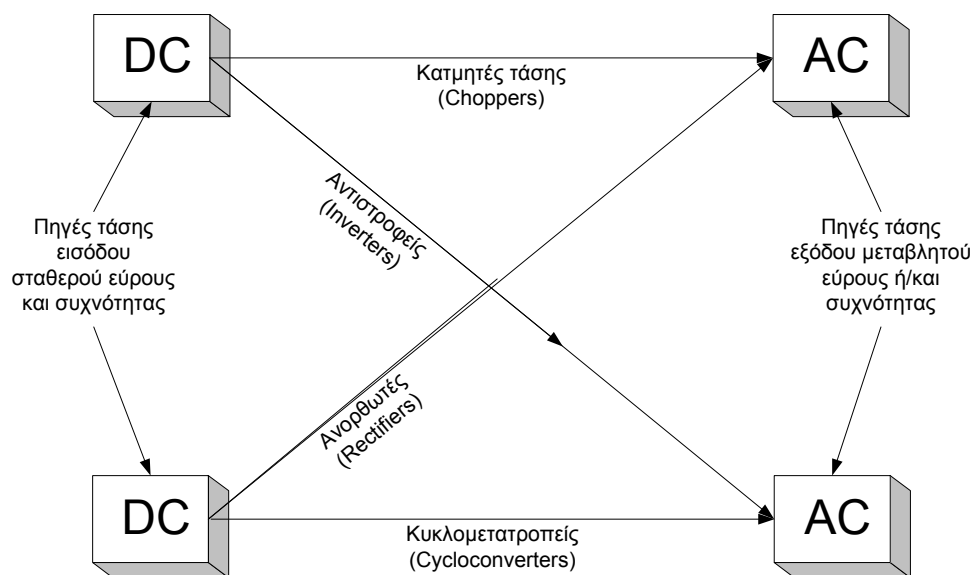 DC
AC
Κατμητές τάσης
(Choppers)
Αντιστροφείς
(Inverters)
Πηγές τάσης
εισόδου
σταθερού εύρους
και συχνότητας
Πηγές τάσης
εξόδου μεταβλητού
εύρους ή/και
συχνότητας
Ανορθωτές
(Rectifiers)
DC
AC
Κυκλομετατροπείς
(Cycloconverters)